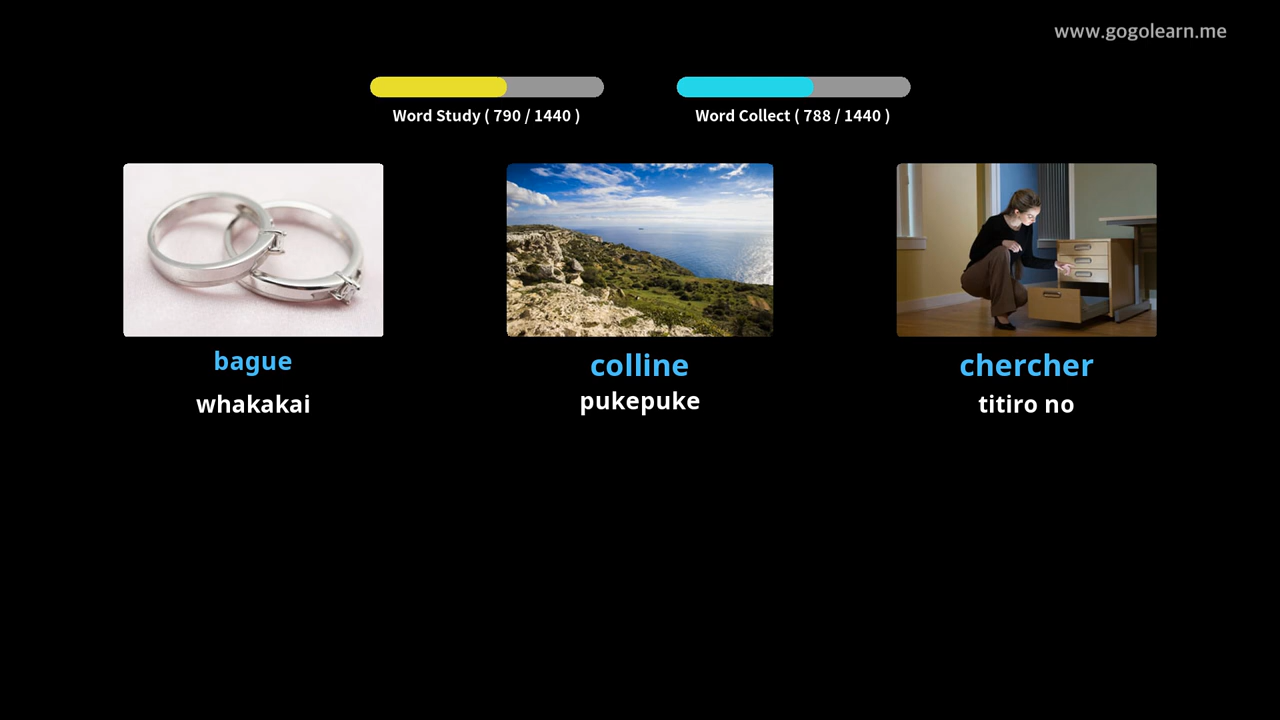 www.gogolearn.me
Word Study ( 790 / 1440 )
Word Collect ( 788 / 1440 )
bague
colline
chercher
whakakai
pukepuke
titiro no